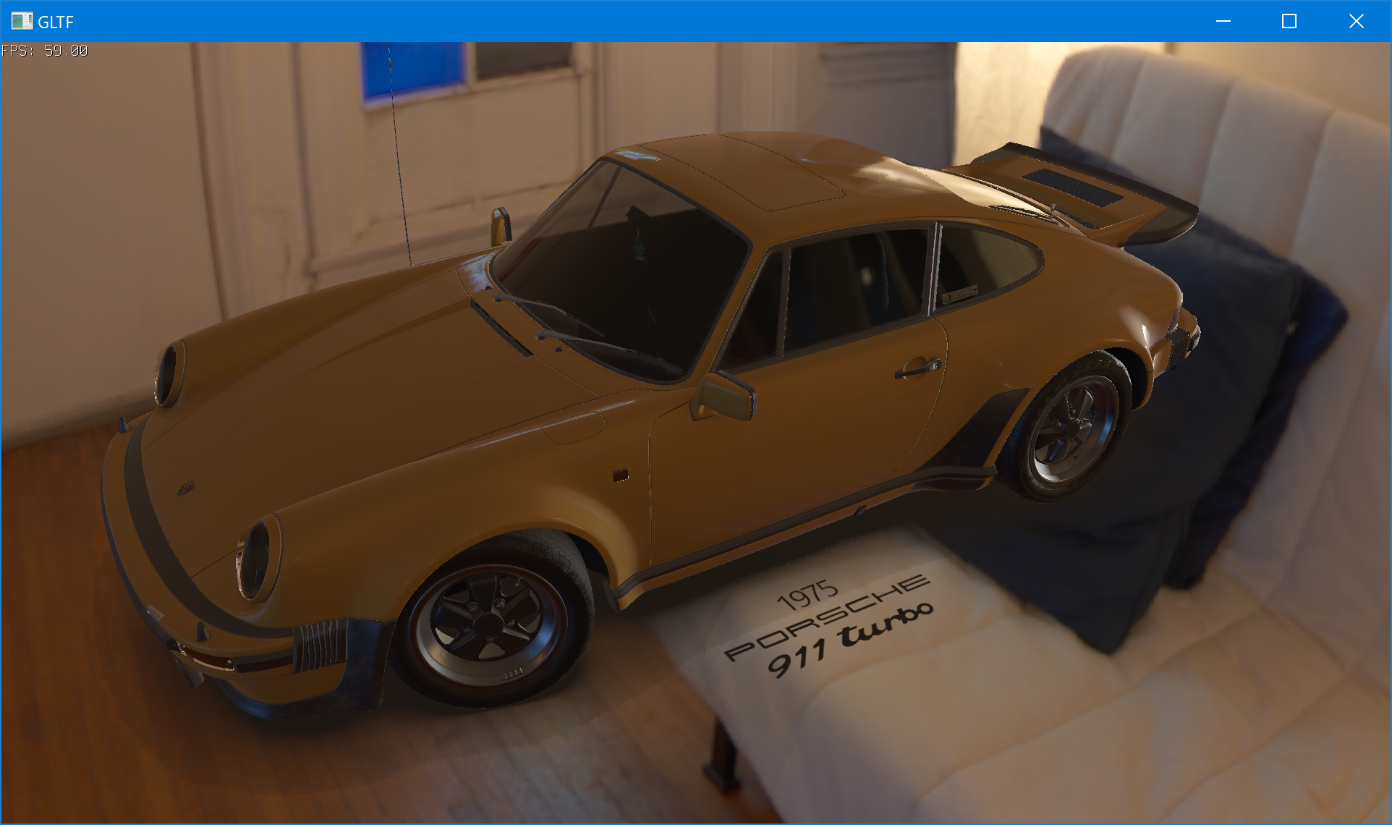 GLTF
FPS: 59.00
1975
PORSCHE
911 turbo